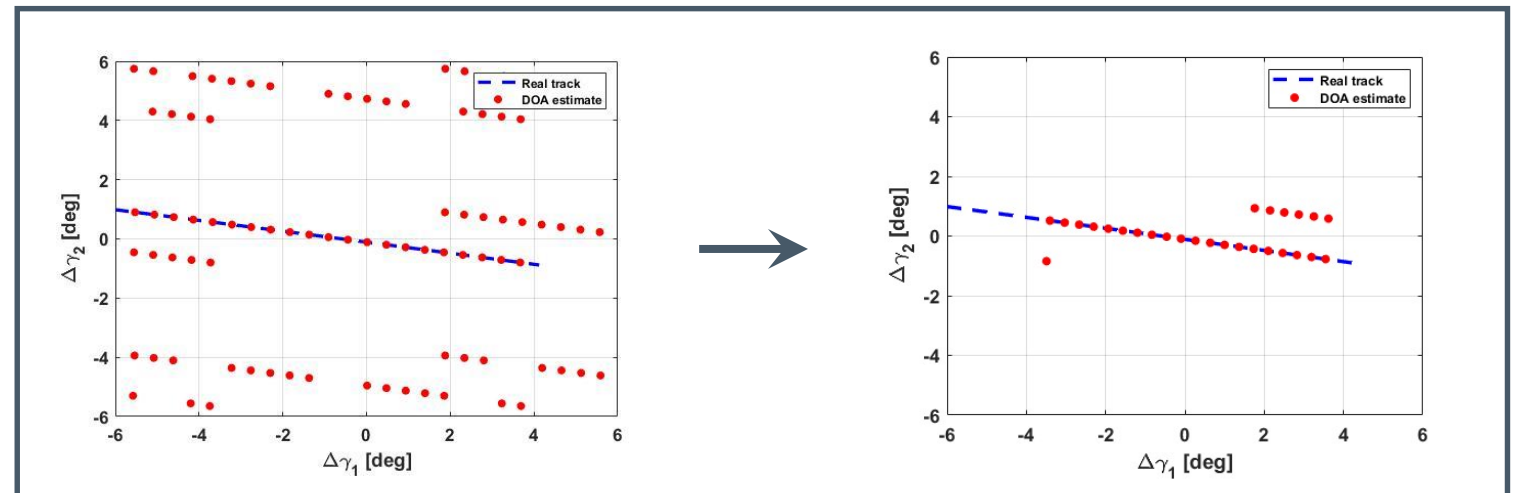 6
4
2
0
-2
-4
-6
-6 -4 -2 0 2 4 6
Δγ₂ [deg]
Δγ₁ [deg]
Real track
DOA estimate
6
4
2
0
-2
-4
-6
-6 -4 -2 0 2 4 6
Δγ₂ [deg]
Δγ₁ [deg]
Real track
DOA estimate